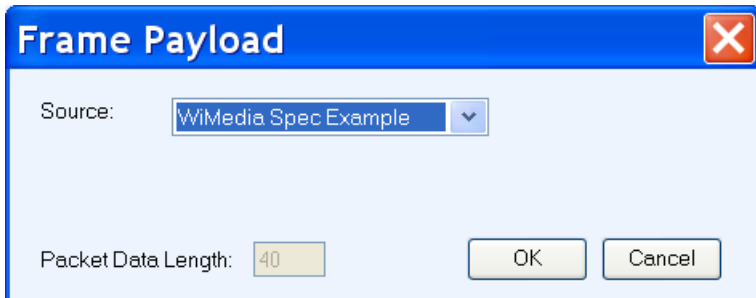 Frame Payload
Source: WiMedia Spec Example
Packet Data Length: 40 OK Cancel